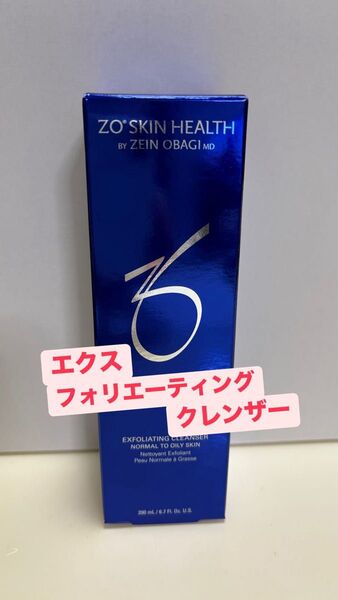 ZO® SKIN HEALTH
BY ZEIN OBAGI MD
エクス
フォリエーティング
クレンザー
EXFOLIATING CLEANSER
NORMAL TO OILY SKIN
Nettoyant Exfoliant
Peau Normale à Grasse
200 mL / 6.7 Fl. Oz. U.S.